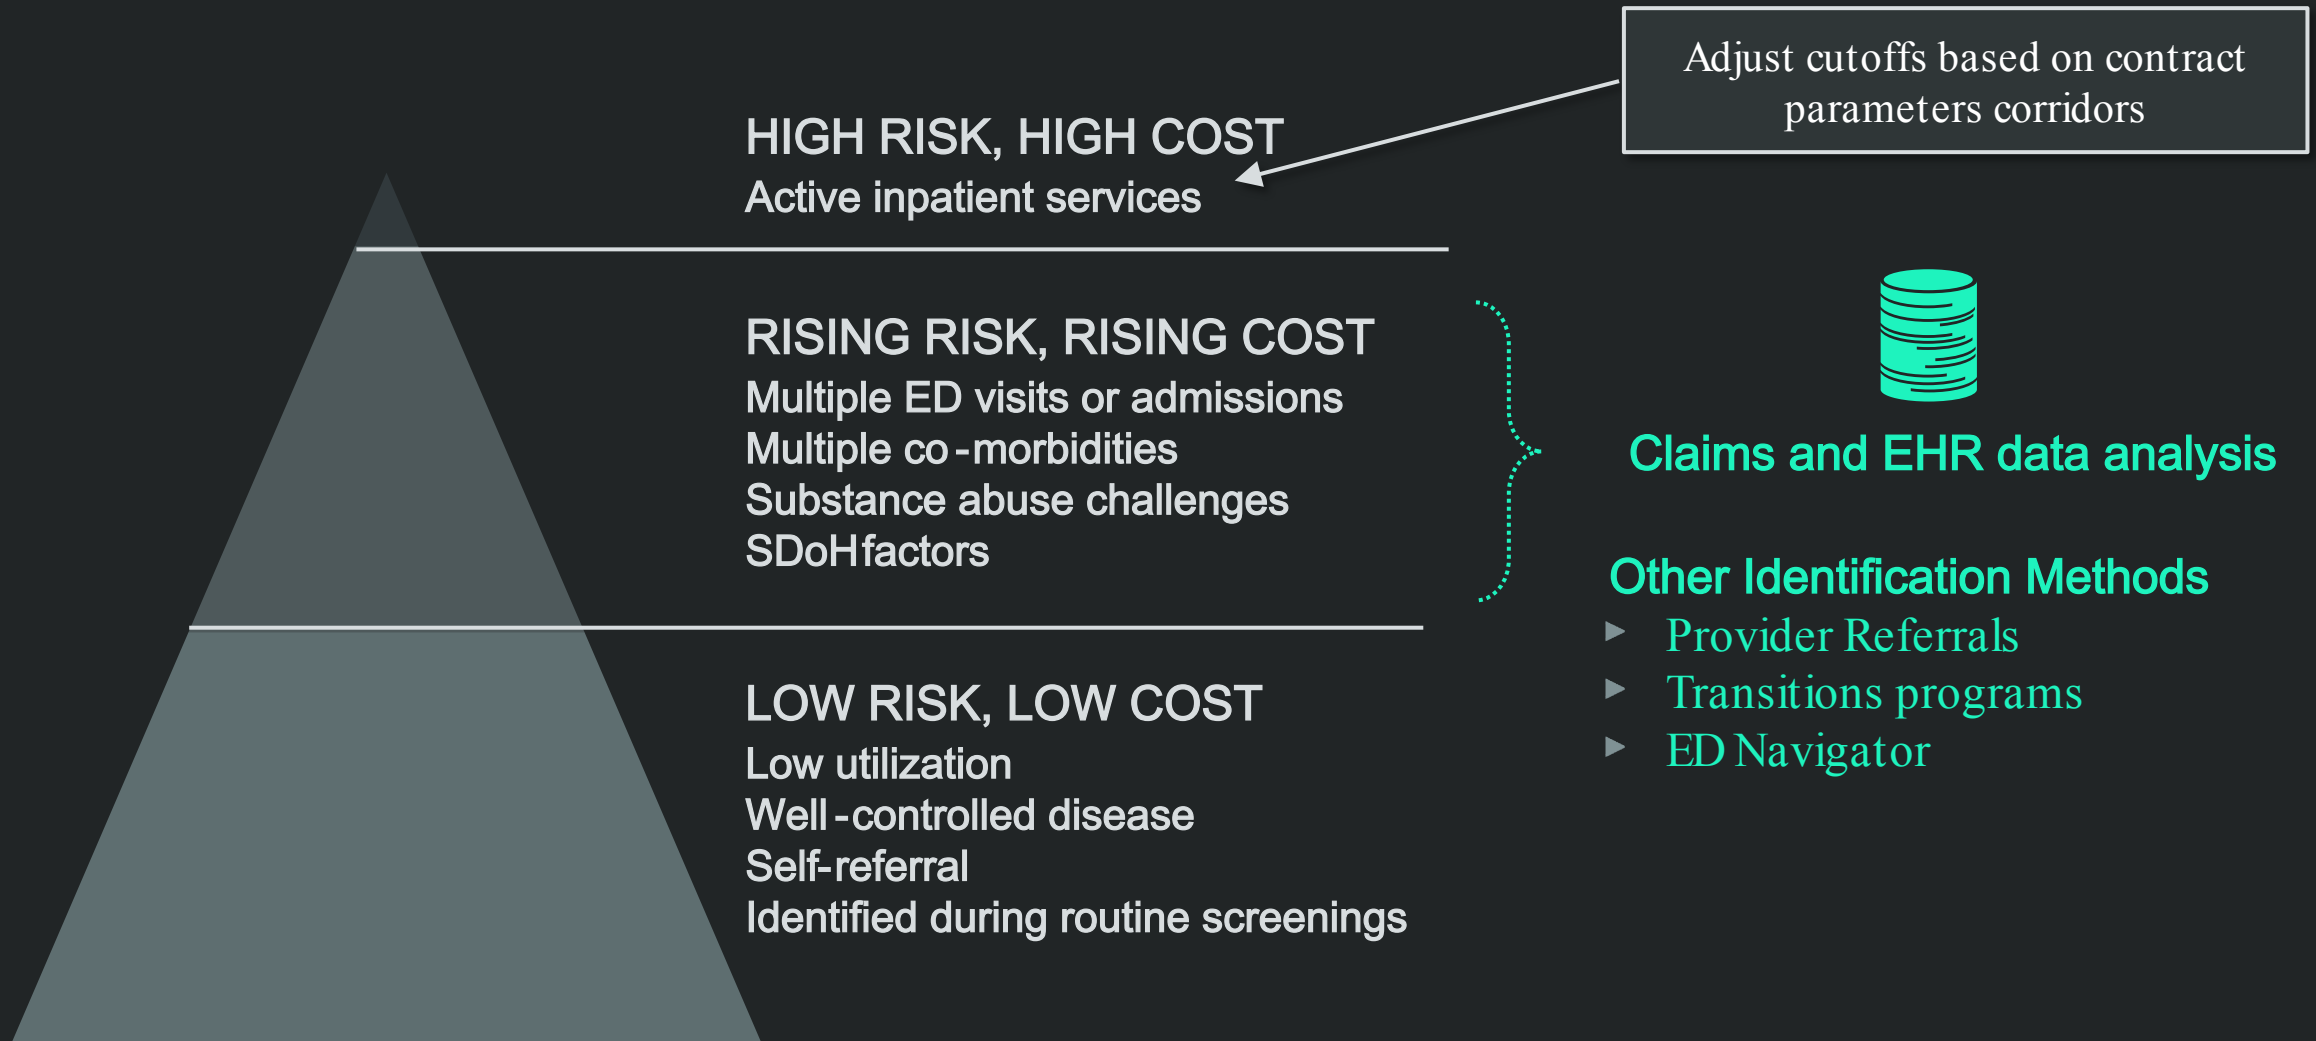 Adjust cutoffs based on contract
parameters corridors
HIGH RISK, HIGH COST
Active inpatient services
RISING RISK, RISING COST
Multiple ED visits or admissions
Multiple co-morbidities
Substance abuse challenges
SDoH factors
Claims and EHR data analysis
Other Identification Methods
► Provider Referrals
► Transitions programs
► ED Navigator
LOW RISK, LOW COST
Low utilization
Well-controlled disease
Self-referral
Identified during routine screenings